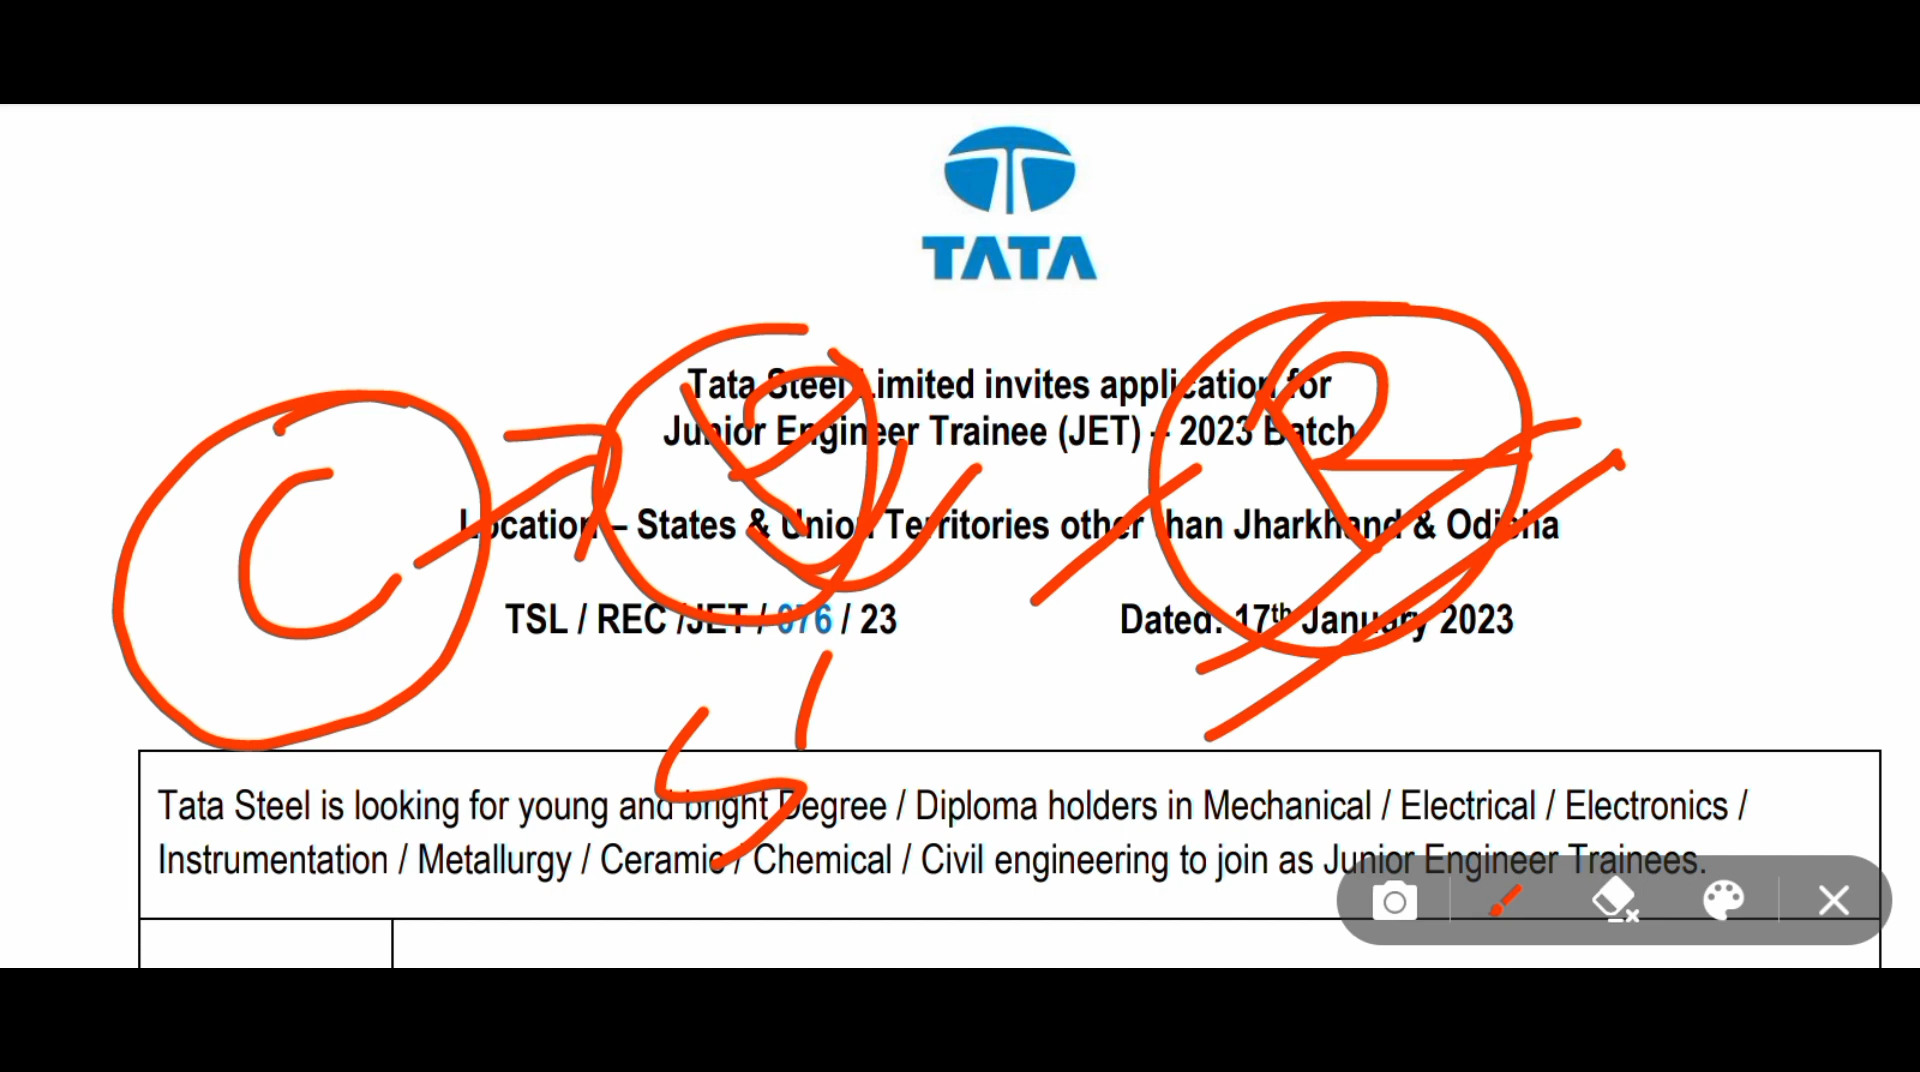 TATA
Tata Steel Limited invites application for
Junior Engineer Trainee (JET) – 2023 Batch
Location – States & Union Territories other than Jharkhand & Odisha
TSL / REC /JET / 076 / 23 Dated: 17th January 2023
Tata Steel is looking for young and bright Degree / Diploma holders in Mechanical / Electrical / Electronics /
Instrumentation / Metallurgy / Ceramic / Chemical / Civil engineering to join as Junior Engineer Trainees.